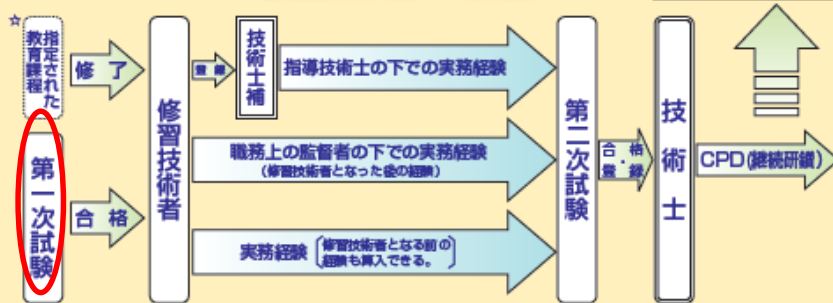 ☆
指定された
教育課程
修了
登録
技術士補
指導技術士の下での実務経験
第一次試験
合格
修習技術者
職務上の監督者の下での実務経験
(修習技術者となった後の経験)
実務経験
修習技術者となる前の
経験も算入できる。
第二次試験
合格・登録
技術士
CPD(継続研鑚)